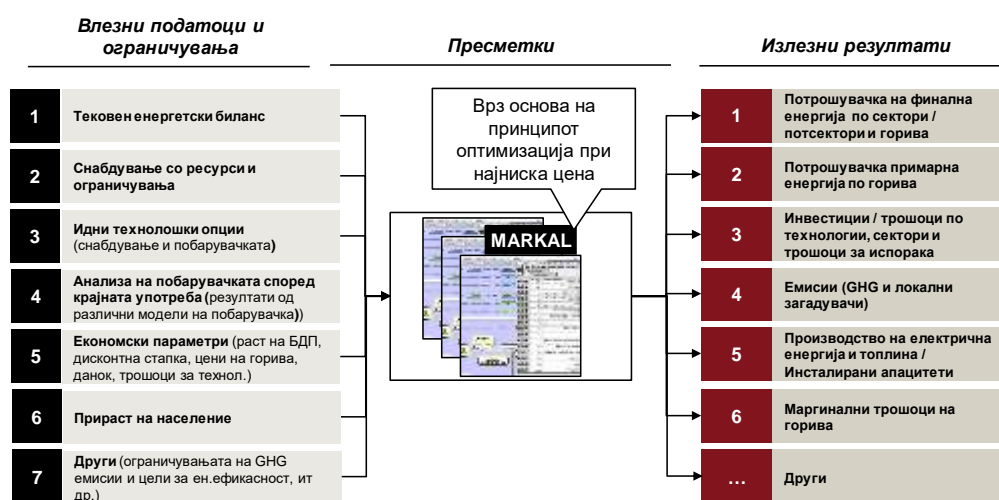 Влезни податоци и
ограничувања
Пресметки
Излезни резултати
1
Тековен енергетски биланс
2
Снабдување со ресурси и
ограничувања
3
Идни технолошки опции
(снабдување и побарувачката)
4
Анализа на побарувачката според
крајната употреба (резултати од
различни модели на побарувачка))
5
Економски параметри (раст на БДП,
дисконтна стапка, цени на горива,
данок, трошоци за технол.)
6
Прираст на население
7
Други (ограничувањата на GHG
емисии и цели за ен.ефикасност, ит
др.)
Врз основа на
принципот
оптимизација при
најниска цена
MARKAL
1
Потрошувачка на финална
енергија по сектори /
потсектори и горива
2
Потрошувачка примарна
енергија по горива
3
Инвестиции / трошоци по
технологии, сектори и
трошоци за испорака
4
Емисии (GHG и локални
загадувачи)
5
Производство на електрична
енергија и топлина /
Инсталирани апацитети
6
Маргинални трошоци на
горива
...
Други